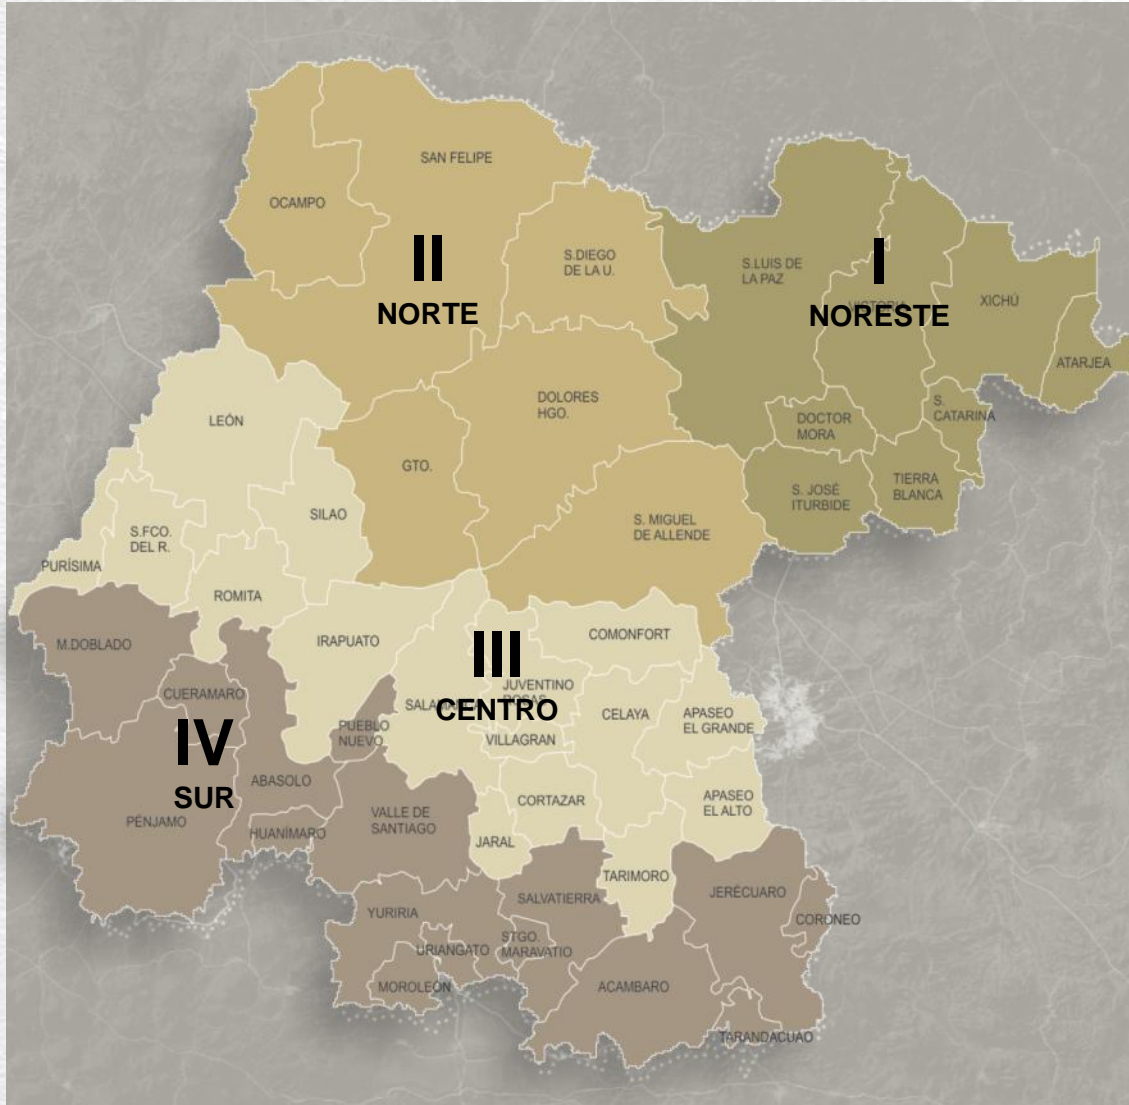 SAN FELIPE
OCAMPO
II
NORTE
S.DIEGO
DE LA U.
S.LUIS DE
LA PAZ
I
VICTORIA
NORESTE
XICHÚ
ATARJEA
DOLORES
HGO.
LEÓN
GTO.
DOCTOR
MORA
S.
CATARINA
TIERRA
BLANCA
S. JOSÉ
ITURBIDE
S. MIGUEL
DE ALLENDE
SILAO
S.FCO.
DEL R.
PURÍSIMA
ROMITA
IRAPUATO
COMONFORT
III
CENTRO
M.DOBLADO
CUERAMARO
JUVENTINO
ROSAS
SALAMANCA
CELAYA
APASEO
EL GRANDE
VILLAGRAN
PUEBLO
NUEVO
IV
SUR
ABASOLO
PÉNJAMO
HUANÍMARO
VALLE DE
SANTIAGO
CORTAZAR
APASEO
EL ALTO
JARAL
TARIMORO
JERÉCUARO
CORONEO
SALVATIERRA
YURIRIA
URIANGATO
STGO.
MARAVATIO
MOROLEÓN
ACAMBARO
TARANDACUAO